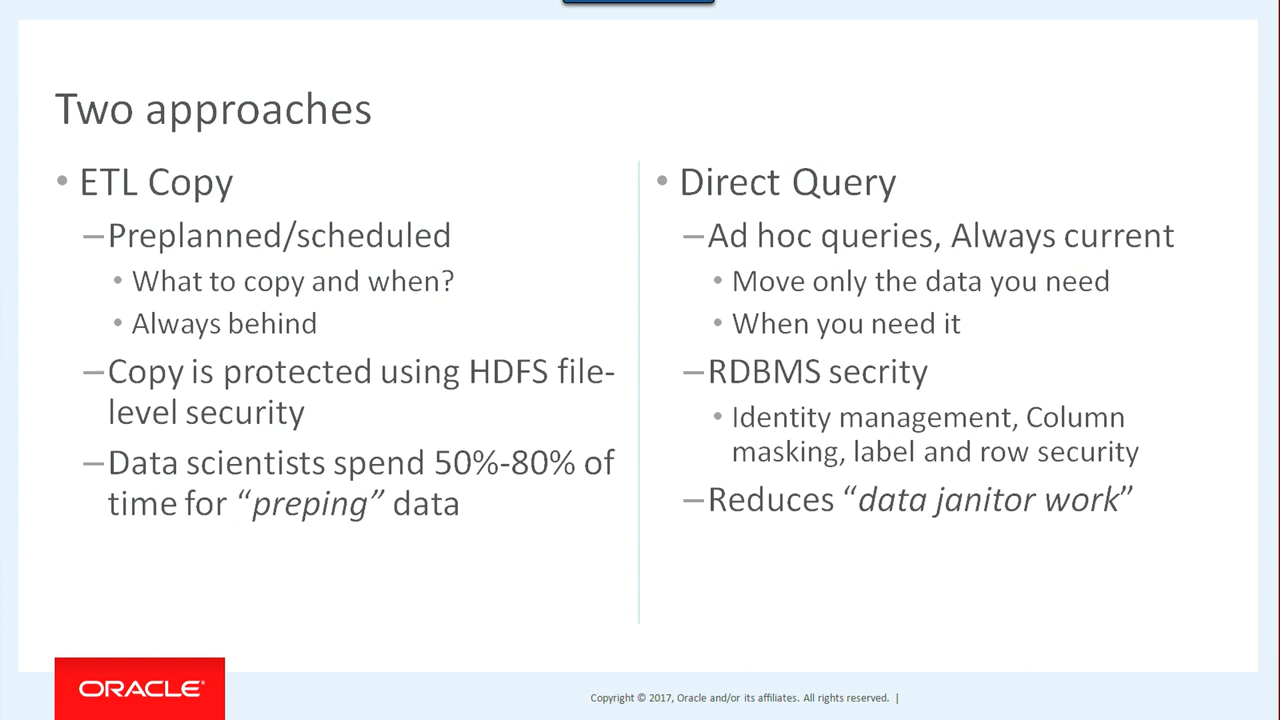 Two approaches
• ETL Copy
–Preplanned/scheduled
• What to copy and when?
• Always behind
–Copy is protected using HDFS file-
level security
–Data scientists spend 50%-80% of
time for “preping” data
• Direct Query
–Ad hoc queries, Always current
• Move only the data you need
• When you need it
–RDBMS secrity
• Identity management, Column
masking, label and row security
–Reduces “data janitor work”
ORACLE®
Copyright © 2017, Oracle and/or its affiliates. All rights reserved. |